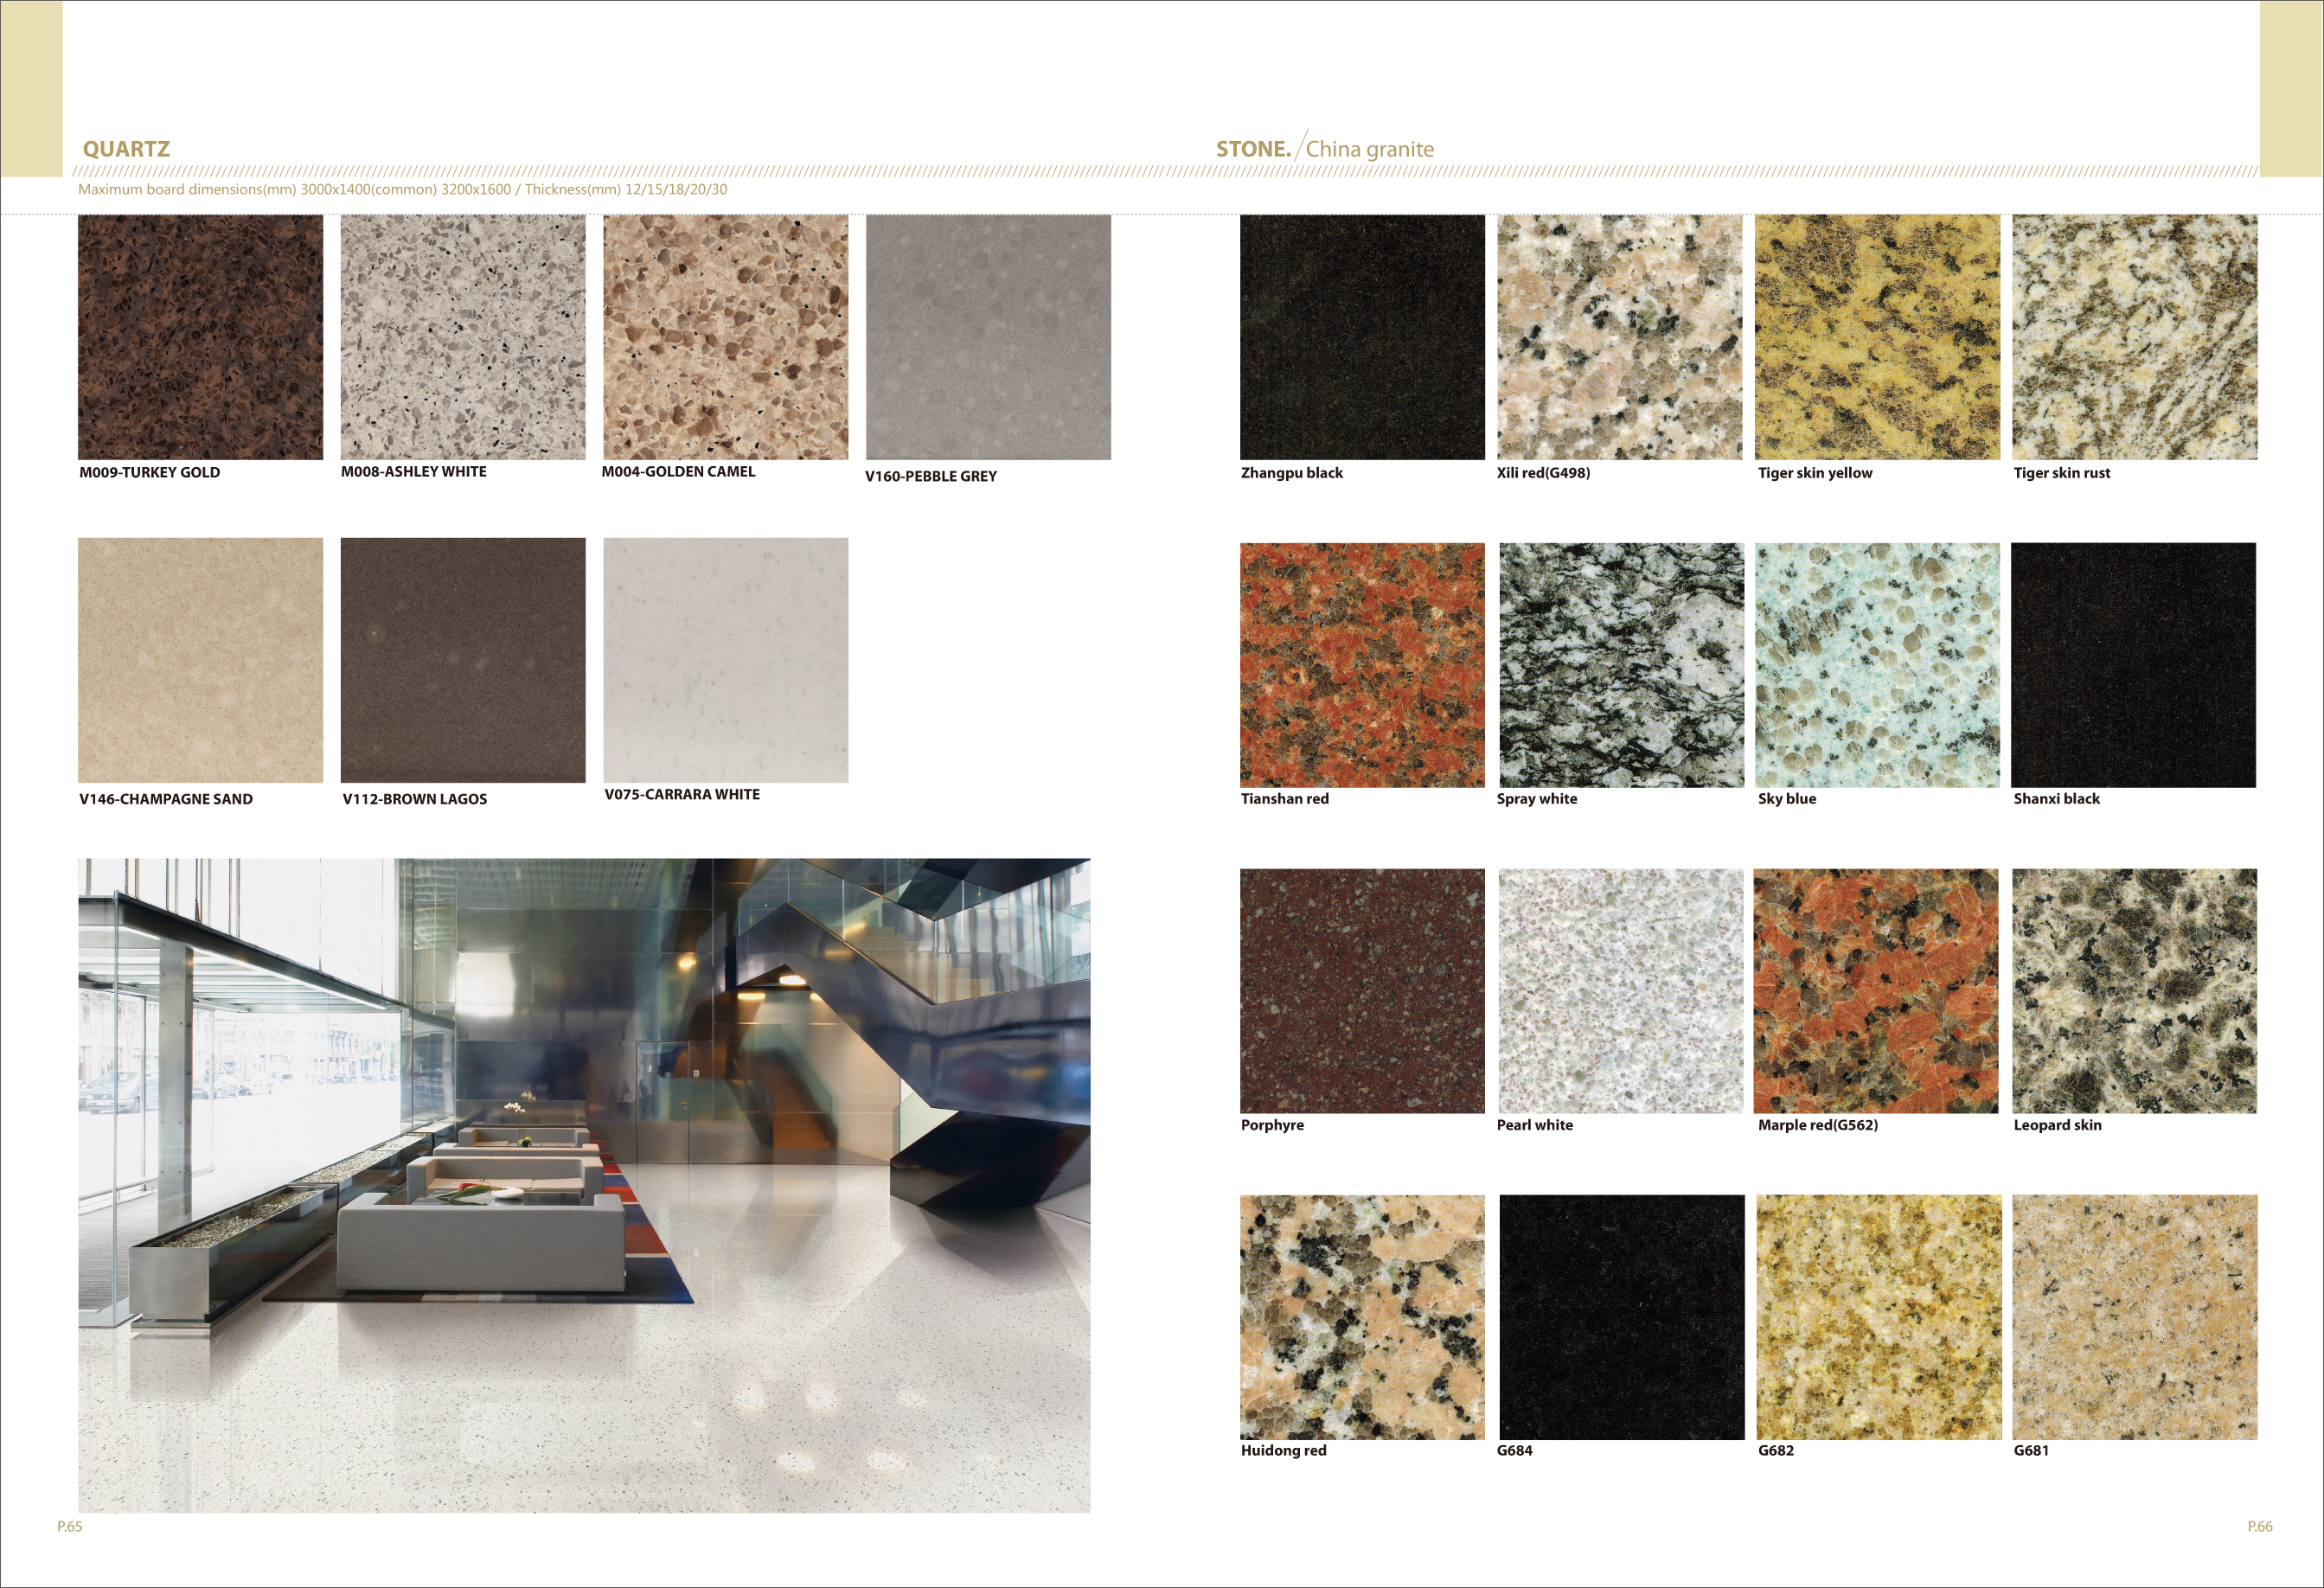 QUARTZ
Maximum board dimensions(mm) 3000x1400(common) 3200x1600 / Thickness(mm) 12/15/18/20/30
M009-TURKEY GOLD
M008-ASHLEY WHITE
M004-GOLDEN CAMEL
V160-PEBBLE GREY
V146-CHAMPAGNE SAND
V112-BROWN LAGOS
V075-CARRARA WHITE
P.65
STONE. / China granite
Zhangpu black
Xili red(G498)
Tiger skin yellow
Tiger skin rust
Tianshan red
Spray white
Sky blue
Shanxi black
Porphyre
Pearl white
Marple red(G562)
Leopard skin
Huidong red
G684
G682
G681
P.66